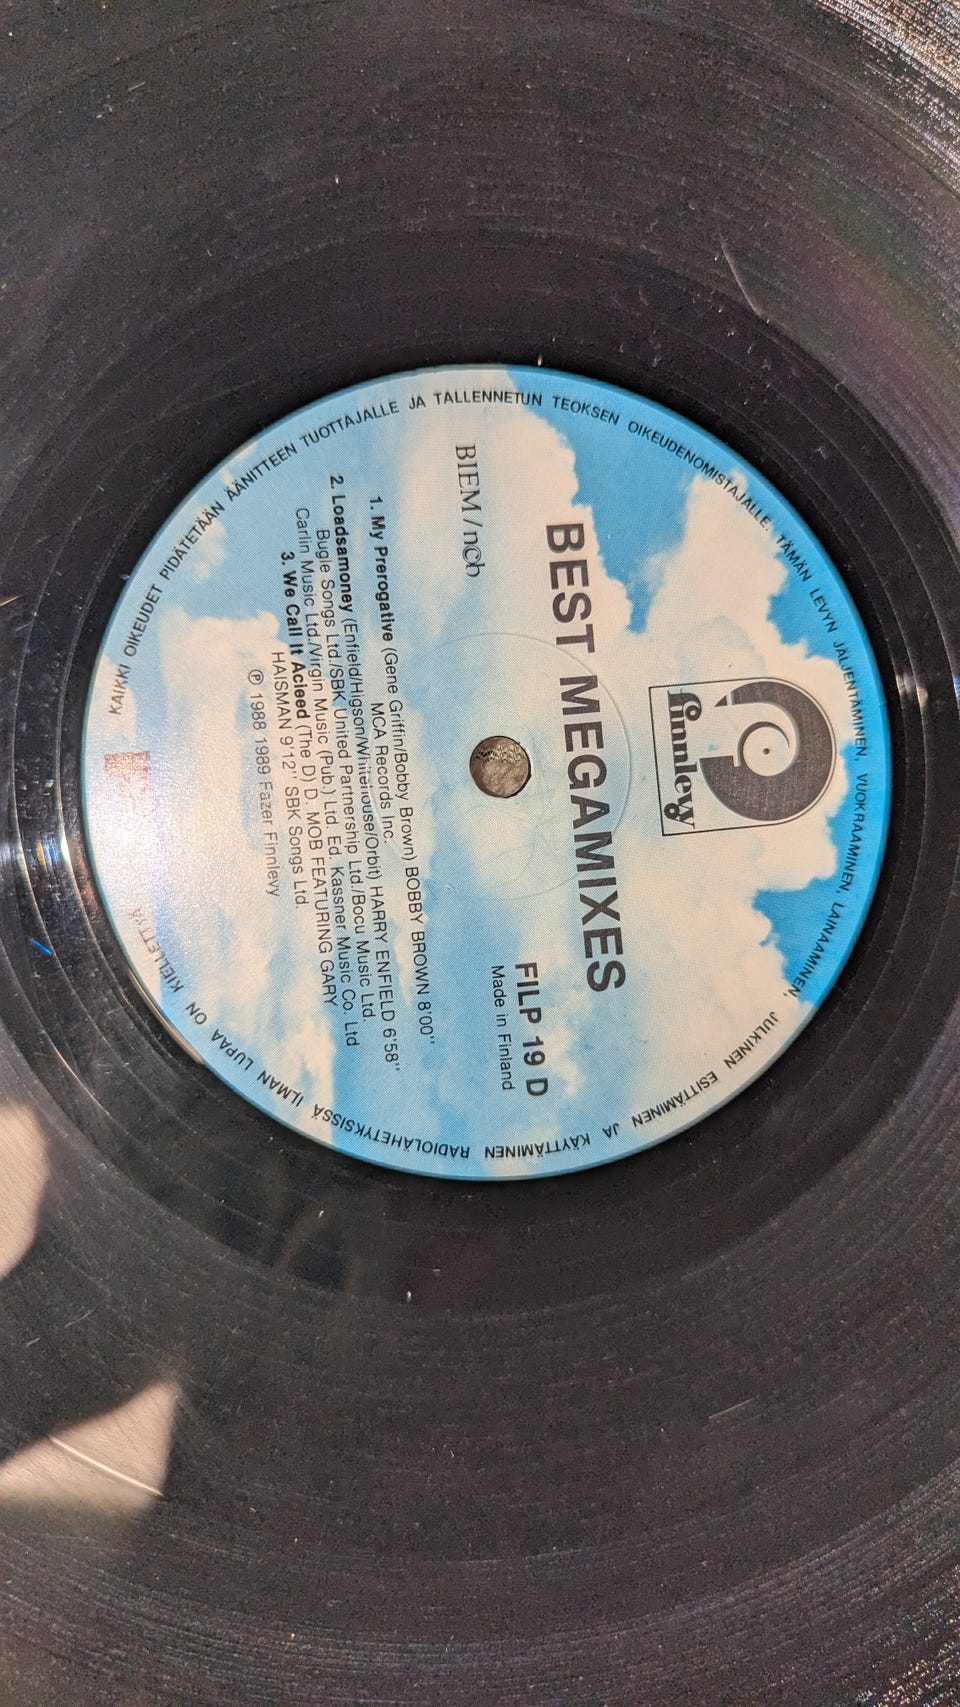 finnlevy
BEST MEGAMIXES
FILP 19 D
Made in Finland
BIEM/ncb
1. My Prerogative (Gene Griffin/Bobby Brown) BOBBY BROWN 8'00''
MCA Records Inc.
2. Loadsamoney (Enfield/Higson/Whitehouse/Orbit) HARRY ENFIELD 6'58''
Bugle Songs Ltd./SBK United Partnership Ltd./Bocu Music Ltd.
Carlin Music Ltd./Virgin Music (Pub.) Ltd. Ed. Kassner Music Co. Ltd
3. We Call It Acieed (The D) D. MOB FEATURING GARY
HAISMAN 9'12'' SBK Songs Ltd.
℗ 1988 1989 Fazer Finnlevy
KAIKKI OIKEUDET PIDÄTETÄÄN ÄÄNITTEEN TUOTTAJALLE JA TALLENNETUN TEOKSEN OIKEUDENOMISTAJALLE. TÄMÄN LEVYN JÄLJENTÄMINEN, VUOKRAAMINEN, LAINAAMINEN, JULKINEN ESITTÄMINEN JA KÄYTTÄMINEN RADIOLÄHETYKSISSÄ ILMAN LUPAA ON KIELLETTYÄ